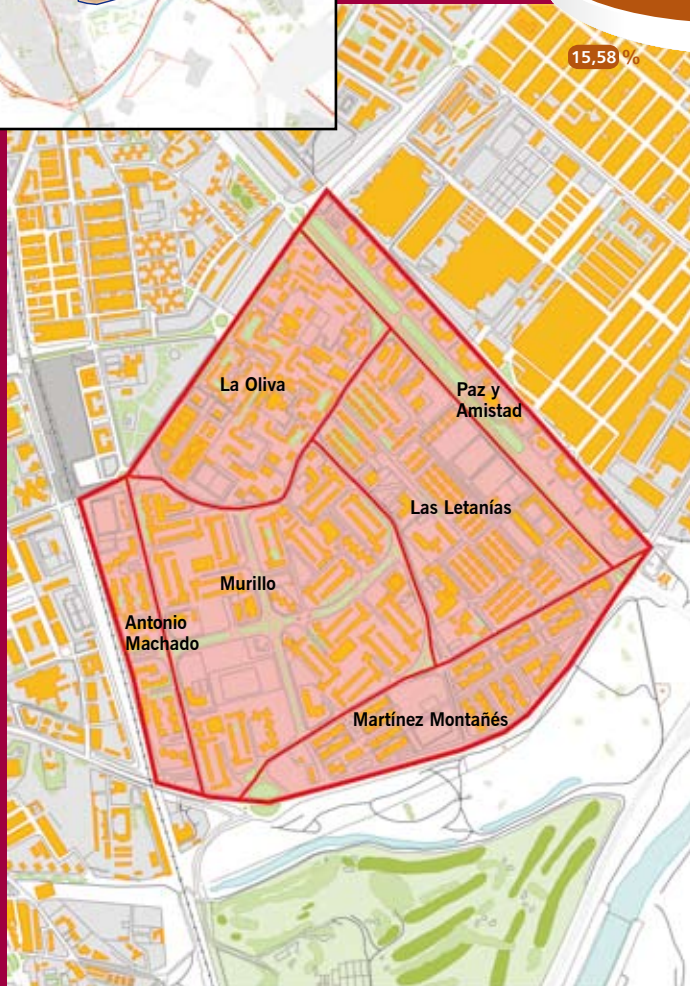 15,58 %
La Oliva
Paz y
Amistad
Las Letanías
Murillo
Antonio
Machado
Martínez Montañés